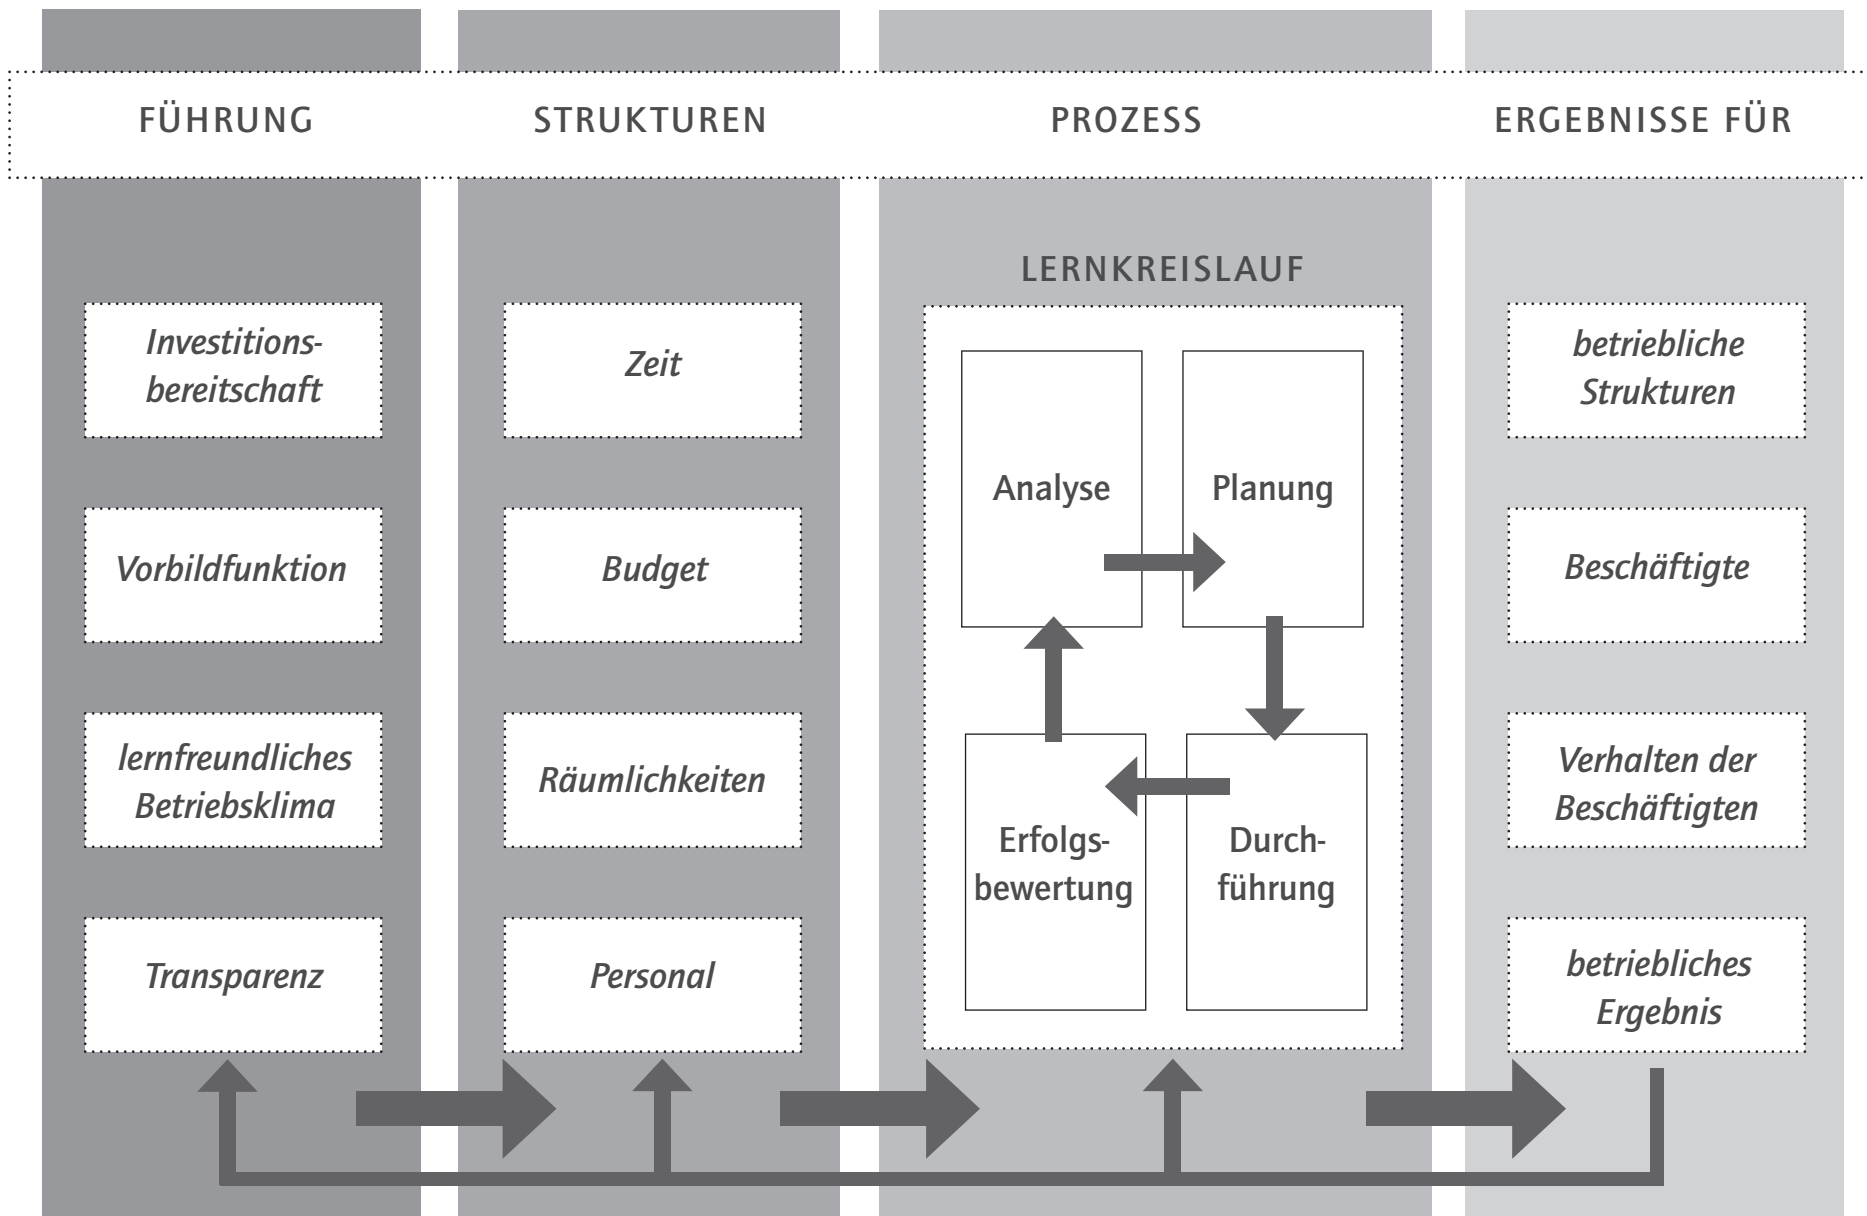 FÜHRUNG
STRUKTUREN
PROZESS
ERGEBNISSE FÜR
Investitions-
bereitschaft
Vorbildfunktion
lernfreundliches
Betriebsklima
Transparenz
Zeit
Budget
Räumlichkeiten
Personal
LERNKREISLAUF
Analyse
Planung
Erfolgs-
bewertung
Durch-
führung
betriebliche
Strukturen
Beschäftigte
Verhalten der
Beschäftigten
betriebliches
Ergebnis